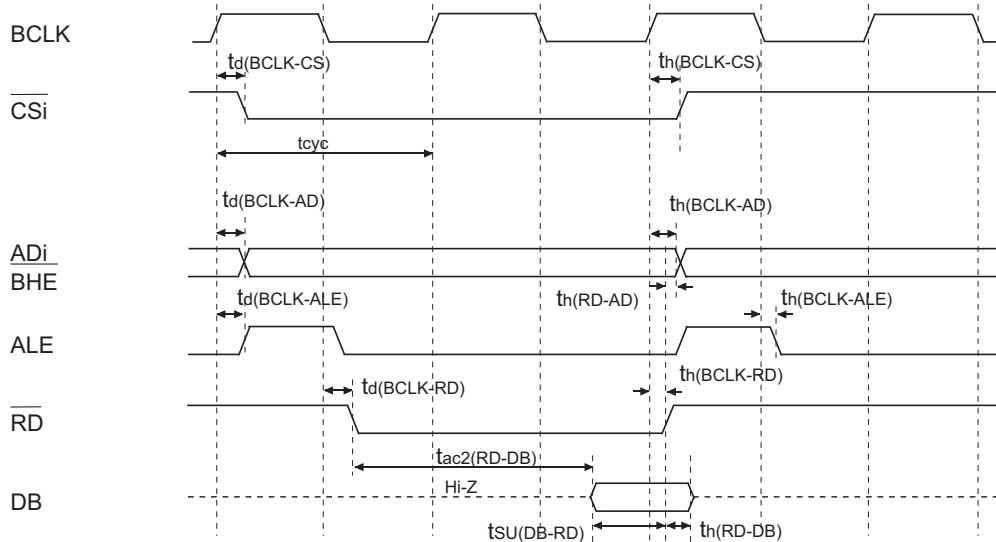 BCLK
td(BCLK-CS)
th(BCLK-CS)
CSi
tcyc
td(BCLK-AD)
th(BCLK-AD)
ADi
BHE
th(RD-AD)
td(BCLK-ALE)
th(BCLK-ALE)
ALE
td(BCLK-RD)
th(BCLK-RD)
RD
tac2(RD-DB)
Hi-Z
DB
tSU(DB-RD)
th(RD-DB)